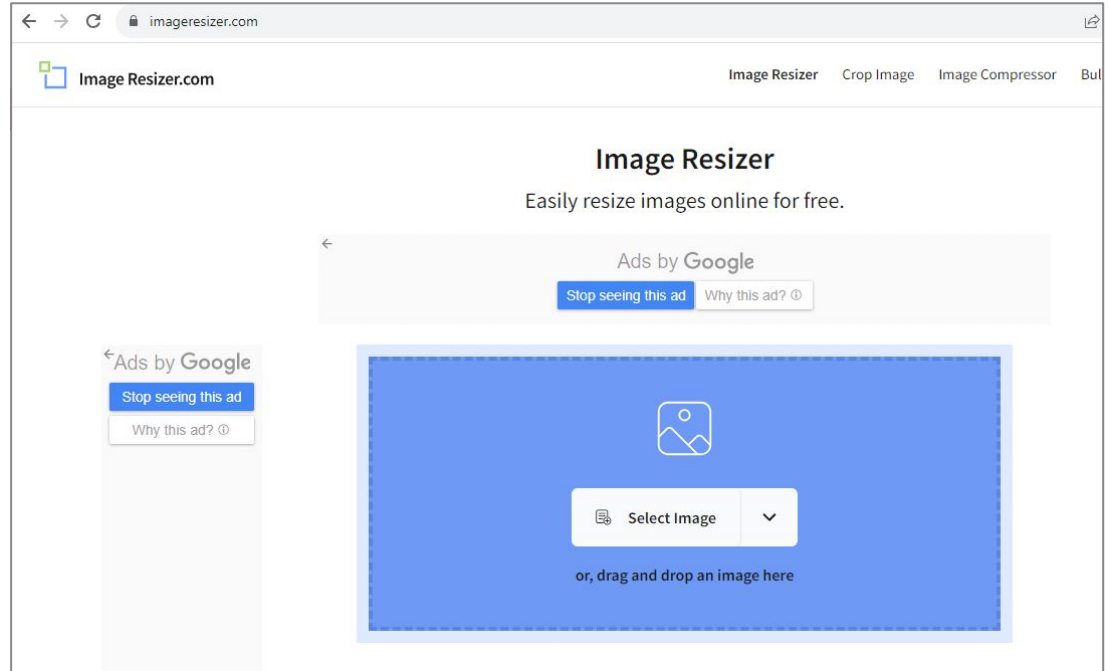 imageresizer.com
Image Resizer.com
Image Resizer Crop Image Image Compressor Bul
Image Resizer
Easily resize images online for free.
Ads by Google
Stop seeing this ad Why this ad?
Ads by Google
Stop seeing this ad
Why this ad?
Select Image
or, drag and drop an image here